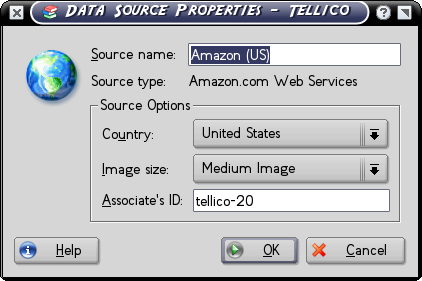 Data Source Properties - Tellico
Source name: Amazon (US)
Source type: Amazon.com Web Services
Source Options
Country: United States
Image size: Medium Image
Associate's ID: tellico-20
Help OK Cancel